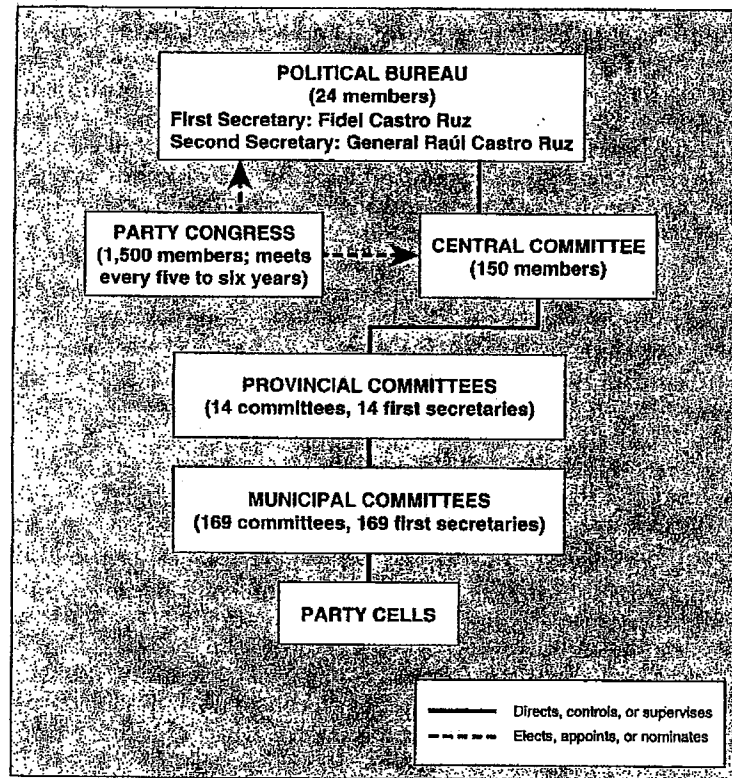 POLITICAL BUREAU
(24 members)
First Secretary: Fidel Castro Ruz
Second Secretary: General Raúl Castro Ruz
PARTY CONGRESS
(1,500 members; meets
every five to six years)
CENTRAL COMMITTEE
(150 members)
PROVINCIAL COMMITTEES
(14 committees, 14 first secretaries)
MUNICIPAL COMMITTEES
(169 committees, 169 first secretaries)
PARTY CELLS
Directs, controls, or supervises
Elects, appoints, or nominates